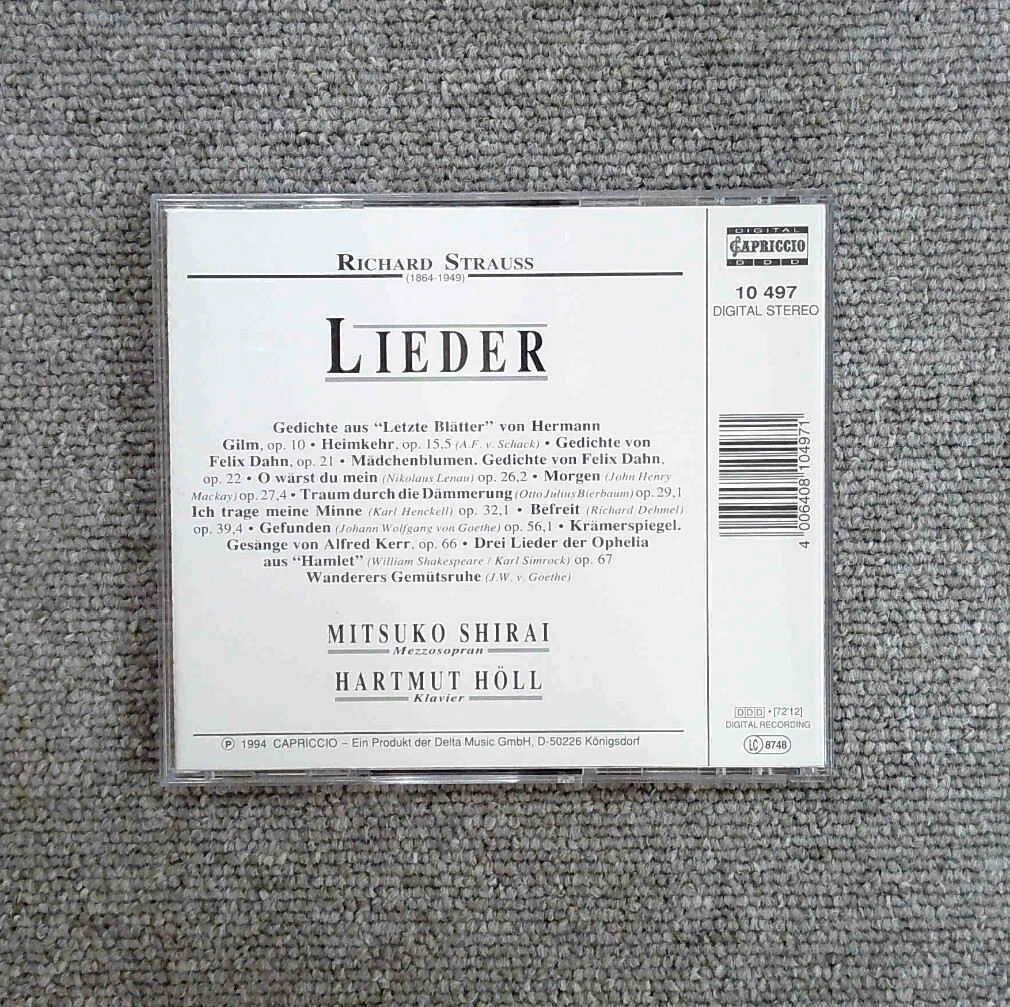 RICHARD STRAUSS
(1864-1949)
LIEDER
Gedichte aus “Letzte Blätter” von Hermann
Gilm, op. 10 • Heimkehr, op. 15,5 (A.F. v. Schack) • Gedichte von
Felix Dahn, op. 21 • Mädchenblumen. Gedichte von Felix Dahn,
op. 22 • O wärst du mein (Nikolaus Lenau) op. 26,2 • Morgen (John Henry
Mackay) op. 27,4 • Traum durch die Dämmerung (Otto Julius Bierbaum) op. 29,1
Ich trage meine Minne (Karl Henckell) op. 32,1 • Befreit (Richard Dehmel)
op. 39,4 • Gefunden (Johann Wolfgang von Goethe) op. 56,1 • Krämerspiegel.
Gesänge von Alfred Kerr, op. 66 • Drei Lieder der Ophelia
aus “Hamlet” (William Shakespeare / Karl Simrock) op. 67
Wanderers Gemütsruhe (J.W. v. Goethe)
MITSUKO SHIRAI
Mezzosopran
HARTMUT HÖLL
Klavier
℗ 1994 CAPRICCIO – Ein Produkt der Delta Music GmbH, D-50226 Königsdorf
DIGITAL
CAPRICCIO
D D D
10 497
DIGITAL STEREO
4 006408 104971
DDD • [72'12]
DIGITAL RECORDING
LC 8748